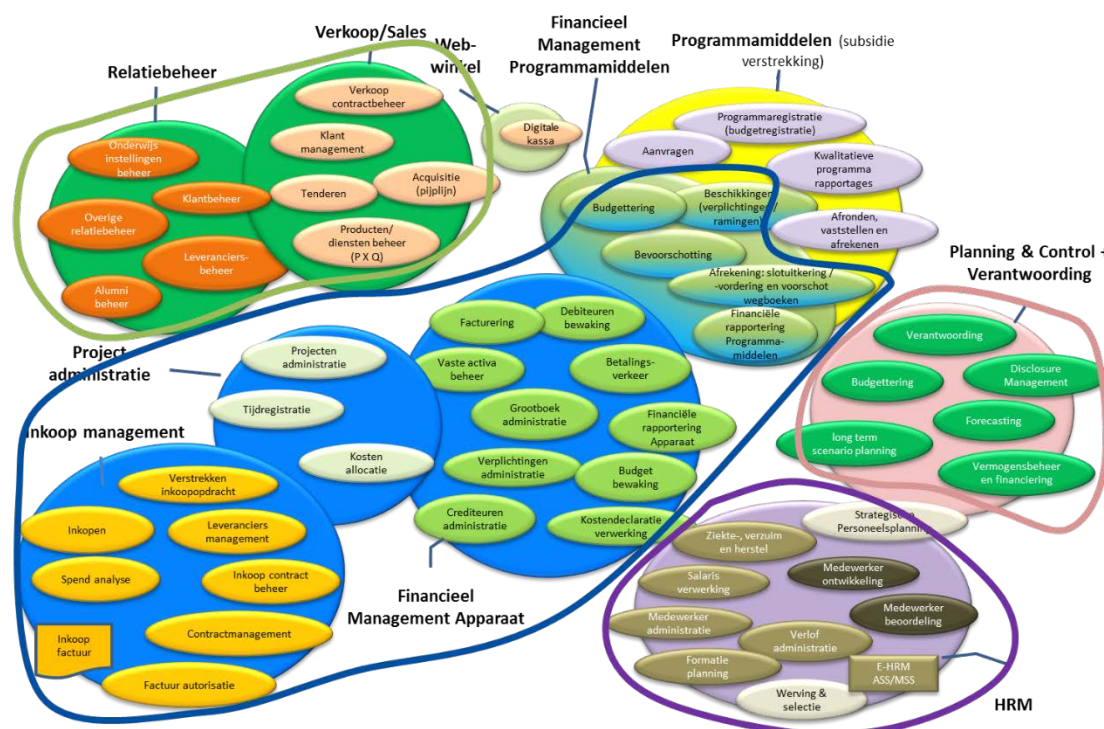 Verkoop/Sales
Relatiebeheer
Web-
winkel
Financieel
Management
Programmamiddelen
Programmamiddelen (subsidie
verstrekking)
Verkoop
contractbeheer
Klant
management
Tenderen
Acquisitie
(pijplijn)
Producten/
diensten beheer
(P X Q)
Onderwijs
instellingen
beheer
Klantbeheer
Overige
relatiebeheer
Leveranciers-
beheer
Alumni
beheer
Digitale
kassa
Programmaregistratie
(budgetregistratie)
Aanvragen
Kwalitatieve
programma
rapportages
Afronden,
vaststellen en
afrekenen
Budgettering
Beschikkingen
(verplichtingen /
ramingen)
Bevoorschotting
Afrekening: slotuitkering /
-vordering en voorschot
wegboeken
Financiële
rapportering
Programma-
middelen
Planning & Control +
Verantwoording
Verantwoording
Budgettering
Disclosure
Management
Forecasting
long term
scenario planning
Vermogensbeheer
en financiering
Project
administratie
Projecten
administratie
Tijdregistratie
Kosten
allocatie
Facturering
Debiteuren
bewaking
Vaste activa
beheer
Betalings-
verkeer
Grootboek
administratie
Financiële
rapportering
Apparaat
Verplichtingen
administratie
Budget
bewaking
Crediteuren
administratie
Kostendeclaratie
verwerking
Financieel
Management Apparaat
Inkoop management
Verstrekken
inkoopopdracht
Inkopen
Leveranciers
management
Spend analyse
Inkoop contract
beheer
Inkoop
factuur
Contractmanagement
Factuur autorisatie
Strategische
Personeelsplanning
Ziekte-, verzuim en
herstel
Medewerker
ontwikkeling
Salaris
verwerking
Medewerker
beoordeling
Medewerker
administratie
Verlof
administratie
Formatie
planning
E-HRM
ASS/MSS
Werving &
selectie
HRM